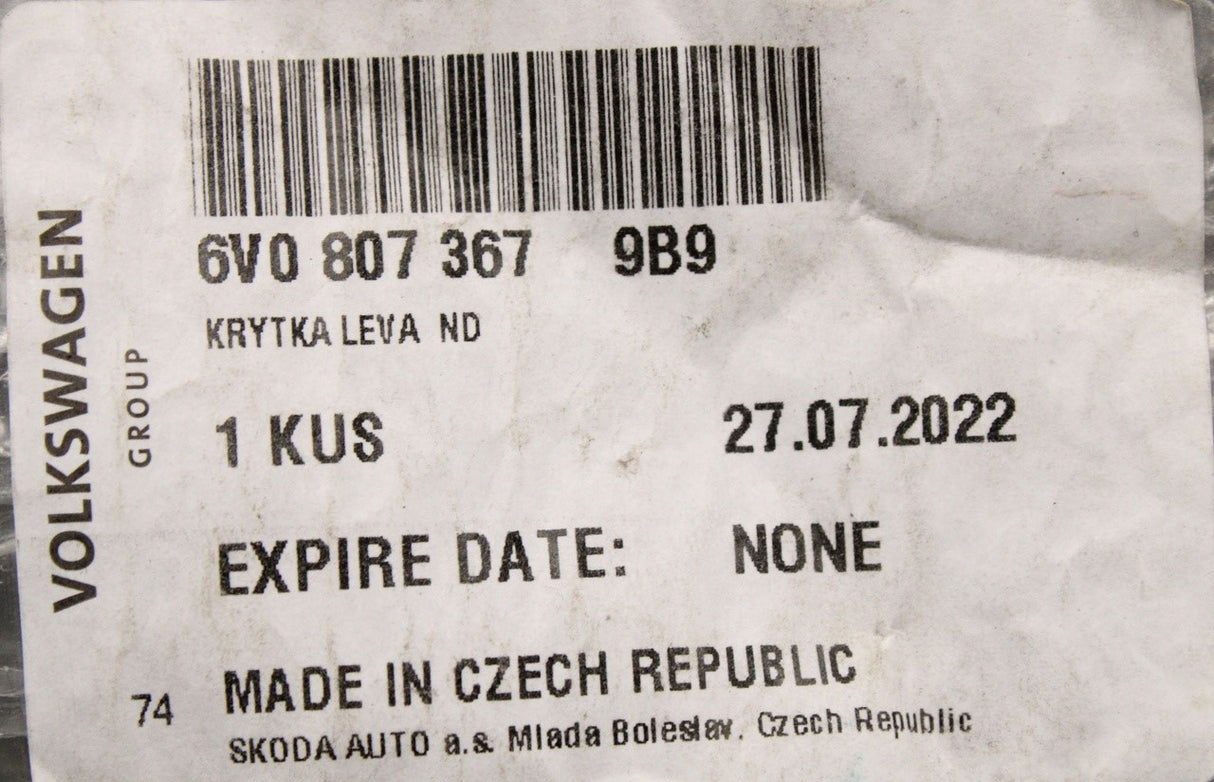 VOLKSWAGEN
GROUP
6V0 807 367 9B9
KRYTKA LEVA ND
1 KUS 27.07.2022
EXPIRE DATE: NONE
74 MADE IN CZECH REPUBLIC
SKODA AUTO a.s. Mlada Boleslav, Czech Republic